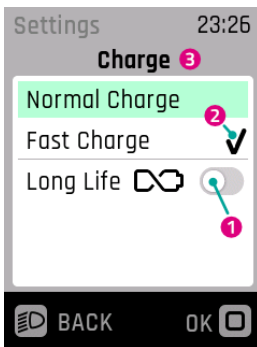 Settings 23:26
Charge 3
Normal Charge
2
Fast Charge
Long Life
1
BACK OK